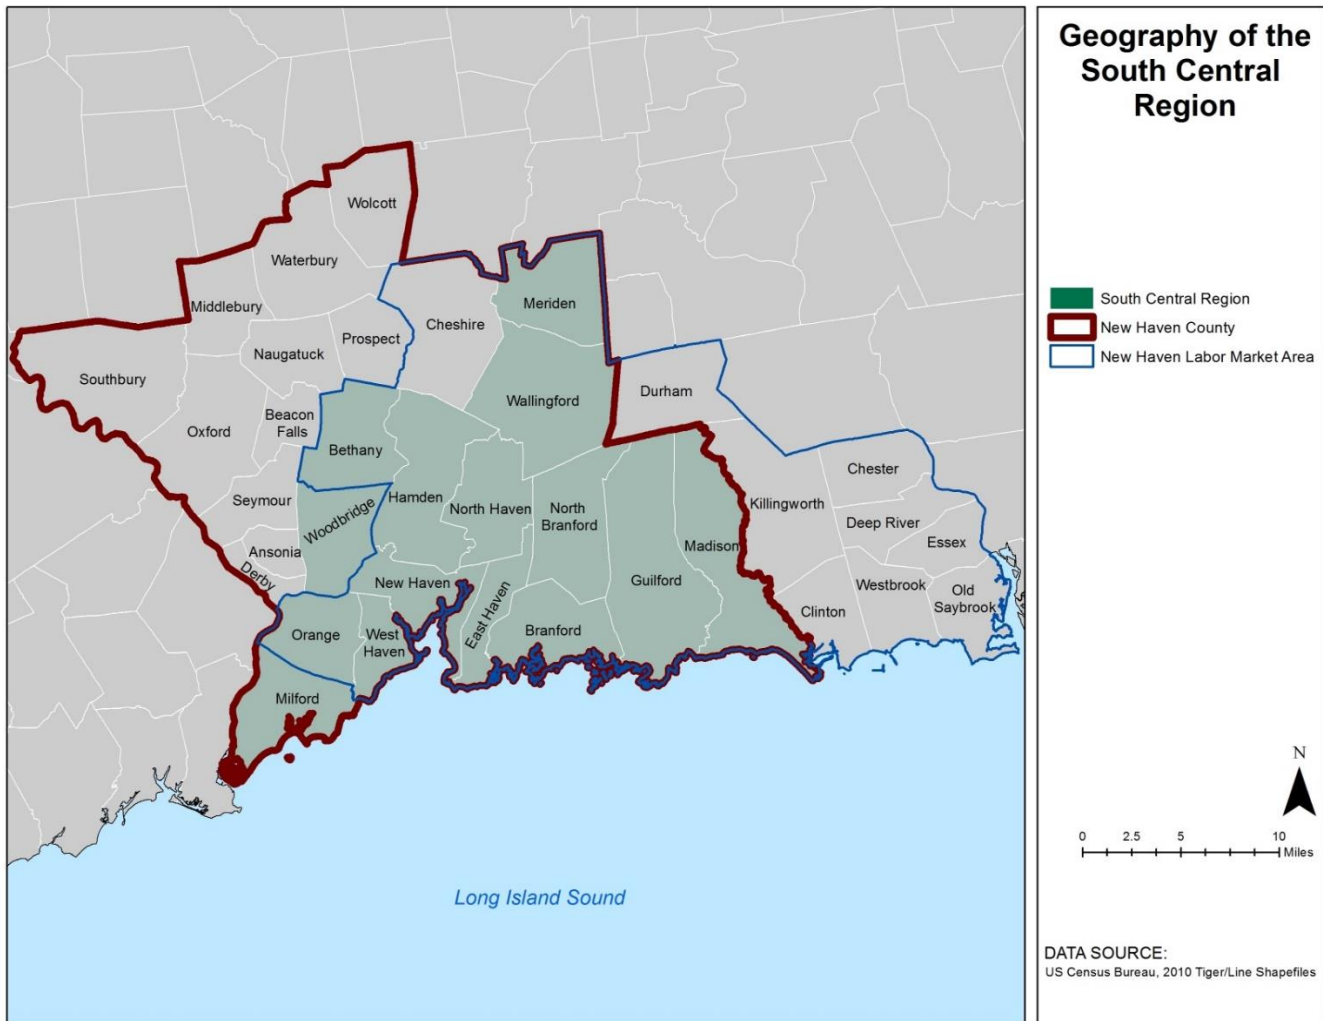 Geography of the
South Central
Region
South Central Region
New Haven County
New Haven Labor Market Area
Wolcott
Waterbury
Middlebury
Meriden
Cheshire
Prospect
Naugatuck
Southbury
Durham
Wallingford
Beacon
Falls
Oxford
Bethany
Chester
Seymour
Woodbridge
Hamden
North Haven
North
Branford
Killingworth
Deep River
Essex
Ansonia
Madison
Derby
New Haven
East Haven
Guilford
Westbrook
Old
Saybrook
Clinton
Orange
West
Haven
Branford
Milford
Long Island Sound
N
0 2.5 5 10
Miles
DATA SOURCE:
US Census Bureau, 2010 Tiger/Line Shapefiles